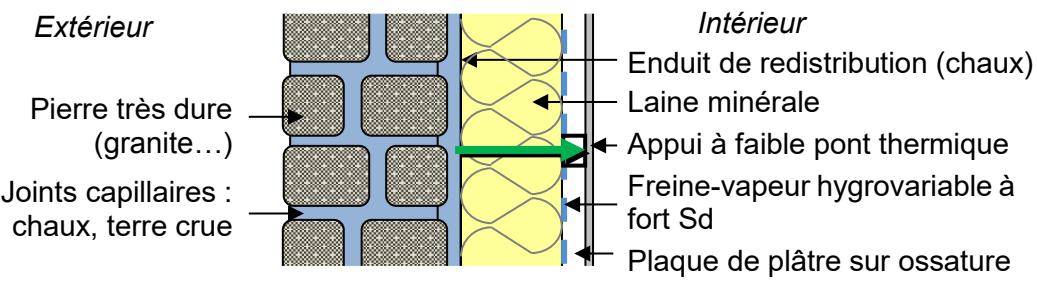 Extérieur
Intérieur
Enduit de redistribution (chaux)
Laine minérale
Pierre très dure
(granite…)
Appui à faible pont thermique
Joints capillaires :
chaux, terre crue
Freine-vapeur hygrovariable à
fort Sd
Plaque de plâtre sur ossature